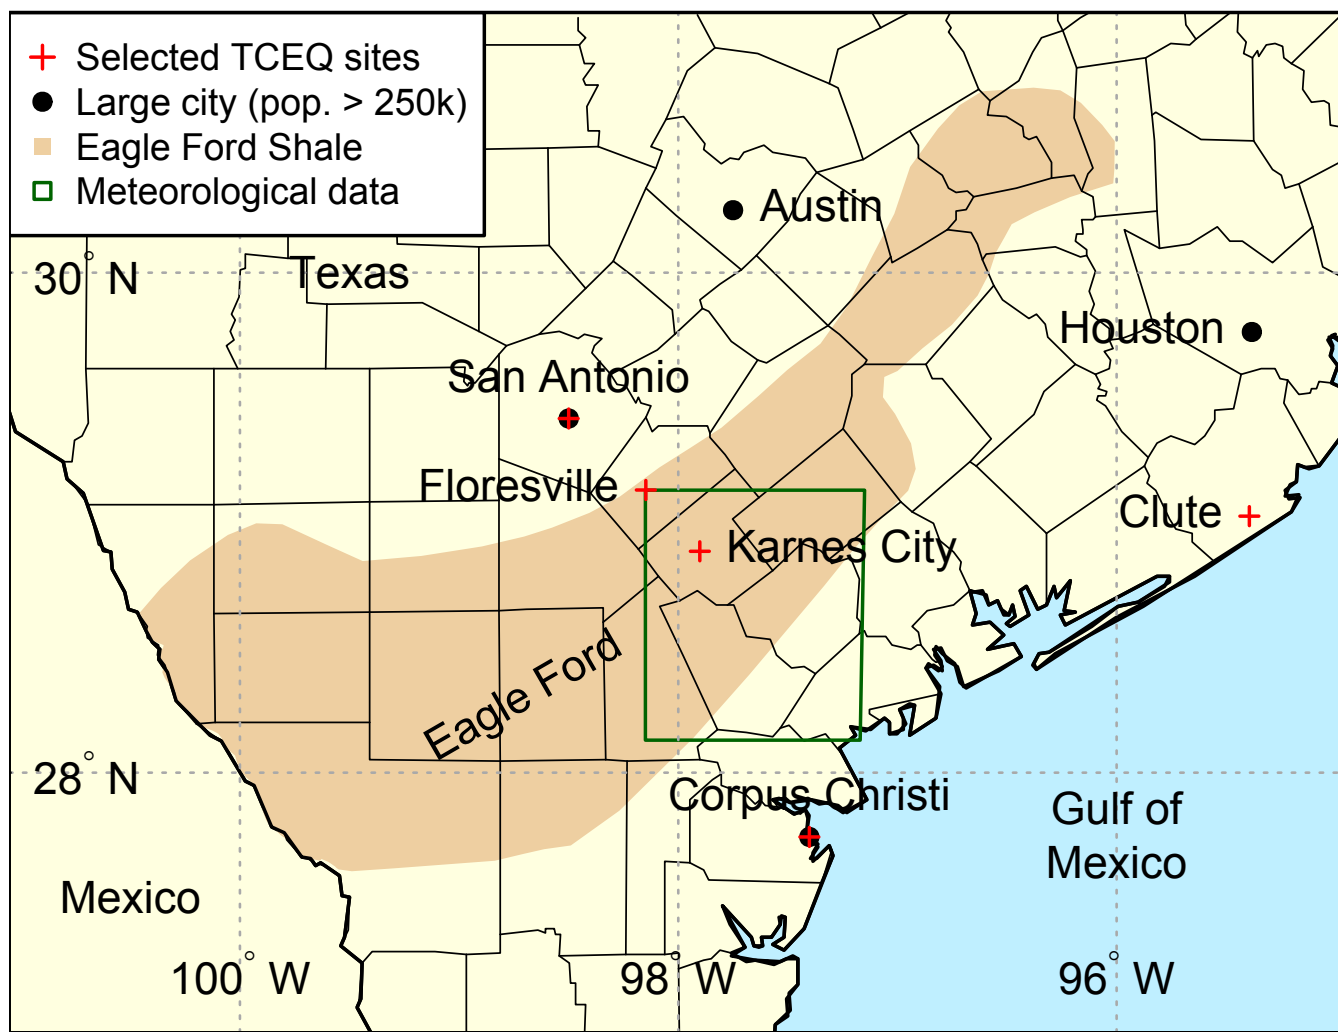 Selected TCEQ sites
Large city (pop. > 250k)
Eagle Ford Shale
Meteorological data
Austin
30° N
Texas
Houston
San Antonio
Floresville
Clute
Karnes City
Eagle Ford
28° N
Corpus Christi
Gulf of
Mexico
Mexico
100° W
98° W
96° W